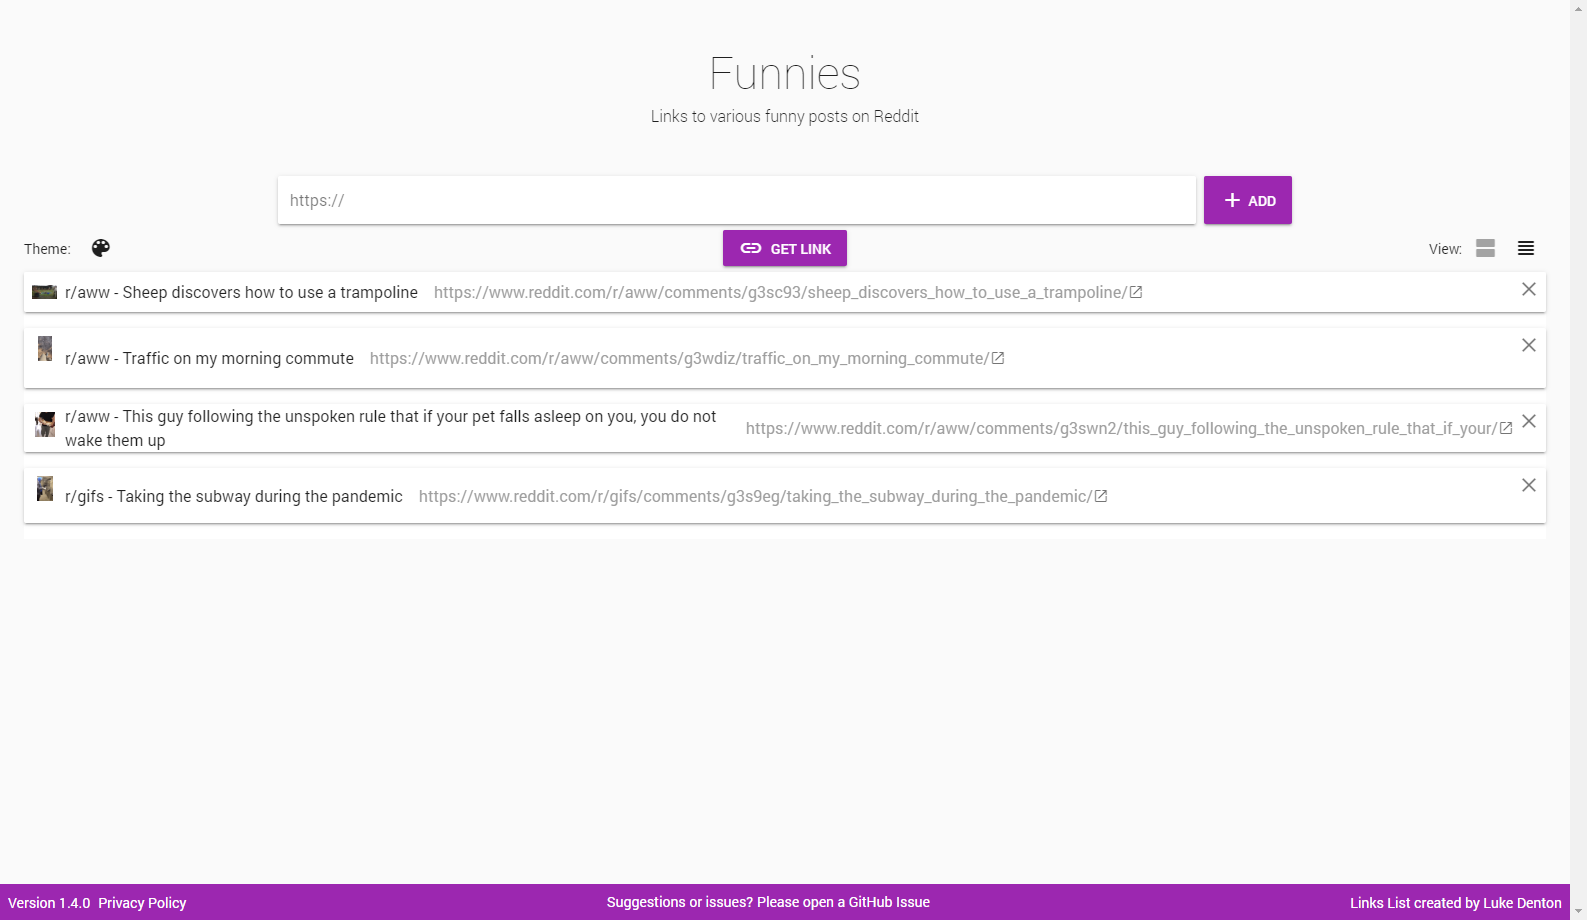 Funnies
Links to various funny posts on Reddit
https://
ADD
Theme:
GET LINK
View:
r/aww - Sheep discovers how to use a trampoline https://www.reddit.com/r/aww/comments/g3sc93/sheep_discovers_how_to_use_a_trampoline/
r/aww - Traffic on my morning commute https://www.reddit.com/r/aww/comments/g3wdiz/traffic_on_my_morning_commute/
r/aww - This guy following the unspoken rule that if your pet falls asleep on you, you do not
wake them up
https://www.reddit.com/r/aww/comments/g3swn2/this_guy_following_the_unspoken_rule_that_if_your/
r/gifs - Taking the subway during the pandemic https://www.reddit.com/r/gifs/comments/g3s9eg/taking_the_subway_during_the_pandemic/
Version 1.4.0 Privacy Policy
Suggestions or issues? Please open a GitHub Issue
Links List created by Luke Denton